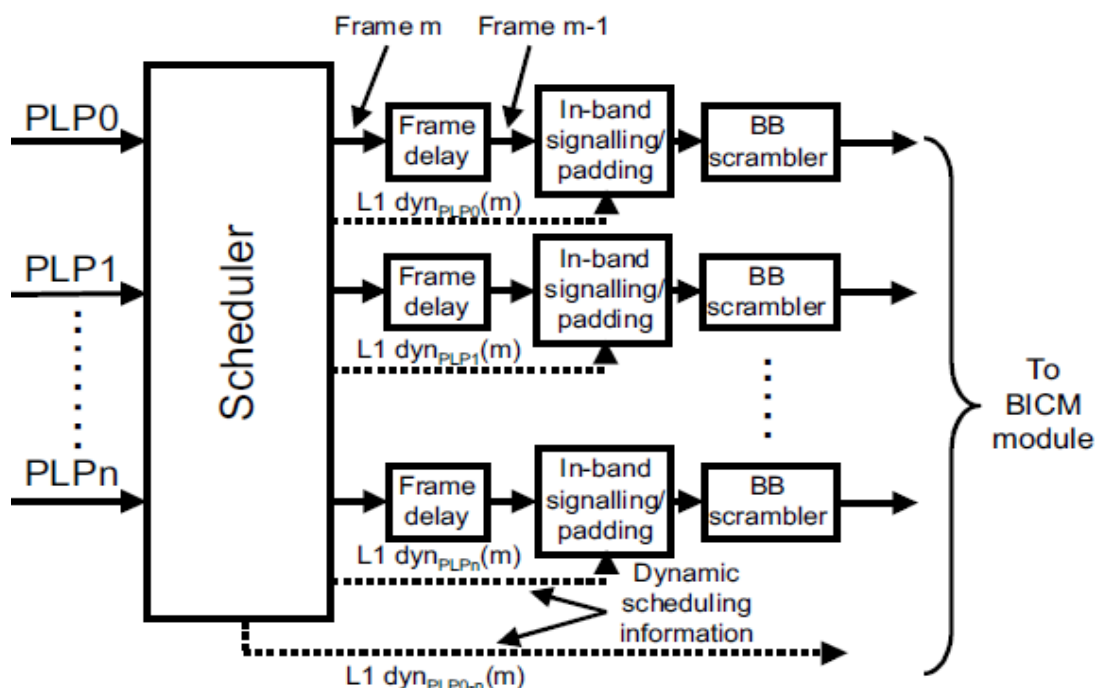 Frame m
Frame m-1
PLP0
Frame
delay
In-band
signalling/
padding
BB
scrambler
L1 dynPLP0(m)
PLP1
Frame
delay
In-band
signalling/
padding
BB
scrambler
L1 dynPLP1(m)
Scheduler
To
BICM
module
PLPn
Frame
delay
In-band
signalling/
padding
BB
scrambler
L1 dynPLPn(m)
Dynamic
scheduling
information
L1 dynPLP0-n(m)